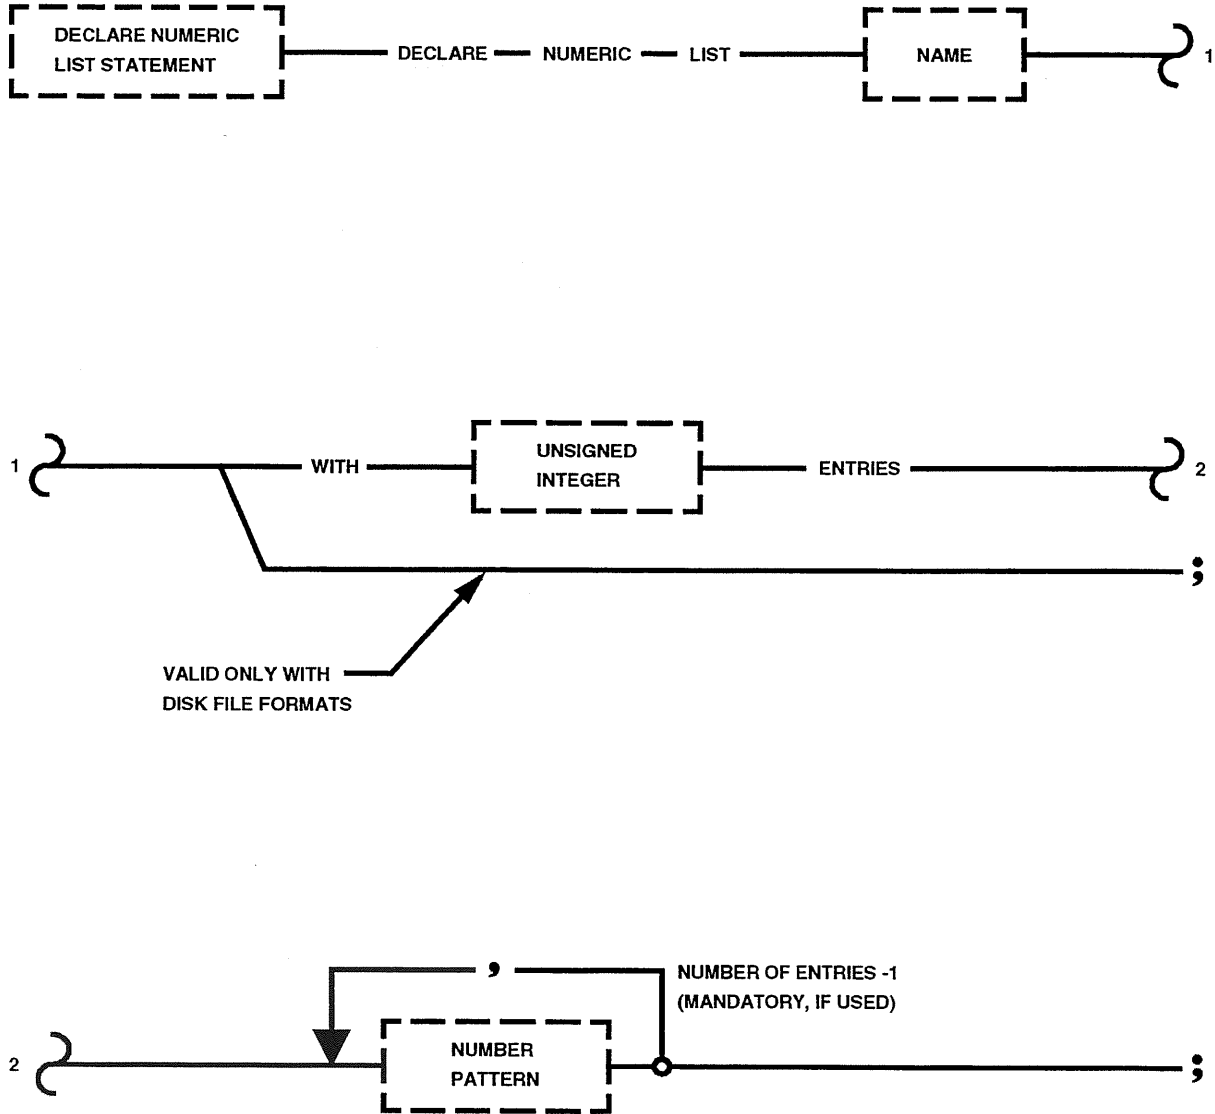 DECLARE NUMERIC
LIST STATEMENT
DECLARE NUMERIC LIST
NAME
1
1
WITH
UNSIGNED
INTEGER
ENTRIES
2
;
VALID ONLY WITH
DISK FILE FORMATS
,
NUMBER OF ENTRIES -1
(MANDATORY, IF USED)
2
NUMBER
PATTERN
;